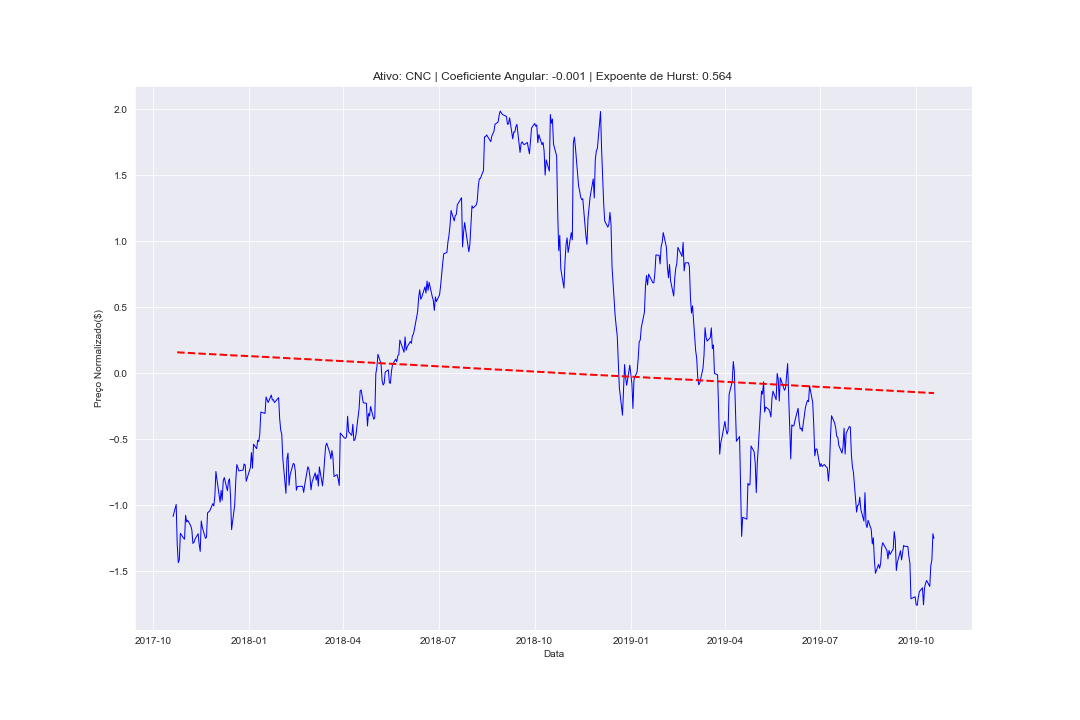 Ativo: CNC | Coeficiente Angular: -0.001 | Expoente de Hurst: 0.564
2.0
1.5
1.0
0.5
0.0
−0.5
−1.0
−1.5
Preço Normalizado($)
2017-10 2018-01 2018-04 2018-07 2018-10 2019-01 2019-04 2019-07 2019-10
Data